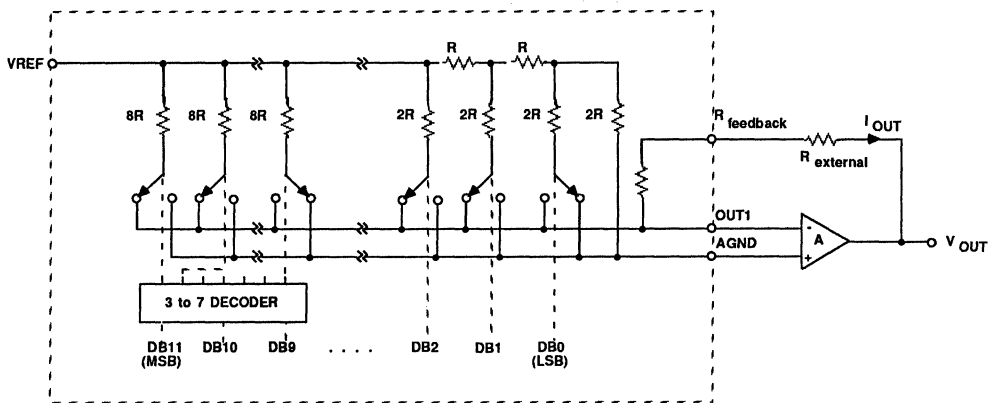 R R
VREF
8R 8R 8R 2R 2R 2R 2R
R feedback
I OUT
R external
OUT1
AGND
-
A
+
V OUT
3 to 7 DECODER
DB11 DB10 DB9 . . . . DB2 DB1 DB0
(MSB) (LSB)